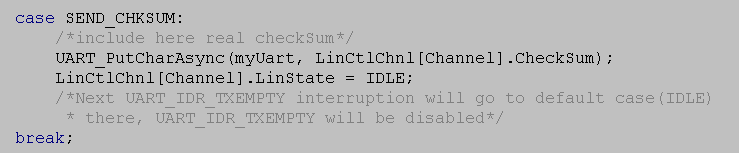 case SEND_CHKSUM:
/*include here real checkSum*/
UART_PutCharAsync(myUart, LinCtlChnl[Channel].CheckSum);
LinCtlChnl[Channel].LinState = IDLE;
/*Next UART_IDR_TXEMPTY interruption will go to default case(IDLE)
* there, UART_IDR_TXEMPTY will be disabled*/
break;